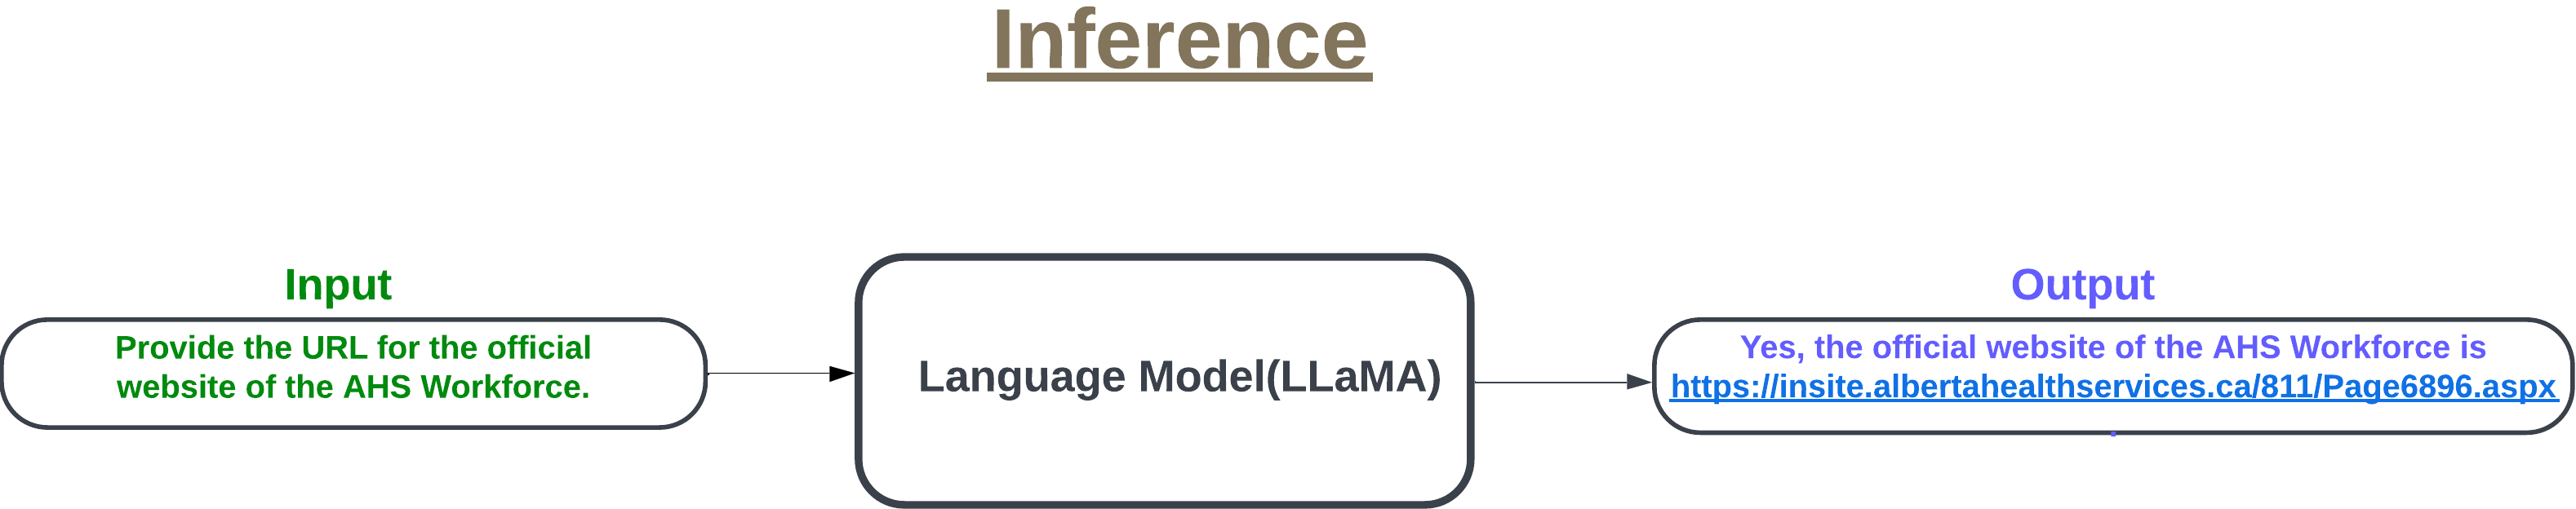 Inference
Input
Provide the URL for the official
website of the AHS Workforce.
Language Model(LLaMA)
Output
Yes, the official website of the AHS Workforce is
https://insite.albertahealthservices.ca/811/Page6896.aspx
.